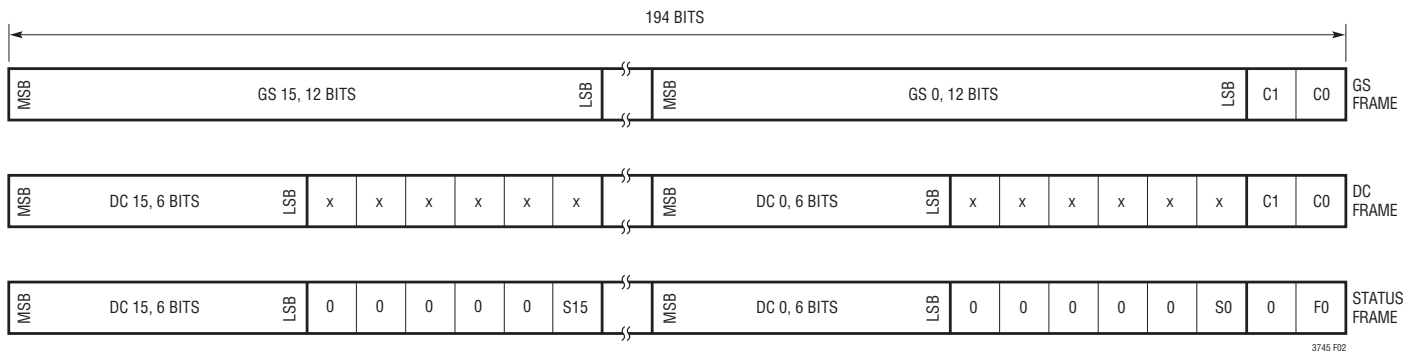 194 BITS
MSB GS 15, 12 BITS LSB MSB GS 0, 12 BITS LSB C1 C0 GS FRAME
MSB DC 15, 6 BITS LSB x x x x x x MSB DC 0, 6 BITS LSB x x x x x x C1 C0 DC FRAME
MSB DC 15, 6 BITS LSB 0 0 0 0 0 S15 MSB DC 0, 6 BITS LSB 0 0 0 0 0 S0 0 F0 STATUS FRAME
3745 F02